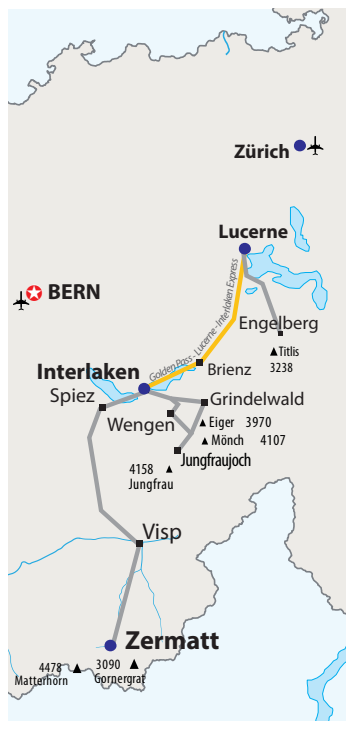 Zürich
Lucerne
BERN
Golden Pass - Lucerne - Interlaken Express
Engelberg
Titlis
3238
Interlaken
Brienz
Spiez
Grindelwald
Wengen
Eiger 3970
Mönch 4107
Jungfraujoch
4158
Jungfrau
Visp
Zermatt
4478
Matterhorn
3090
Gornergrat